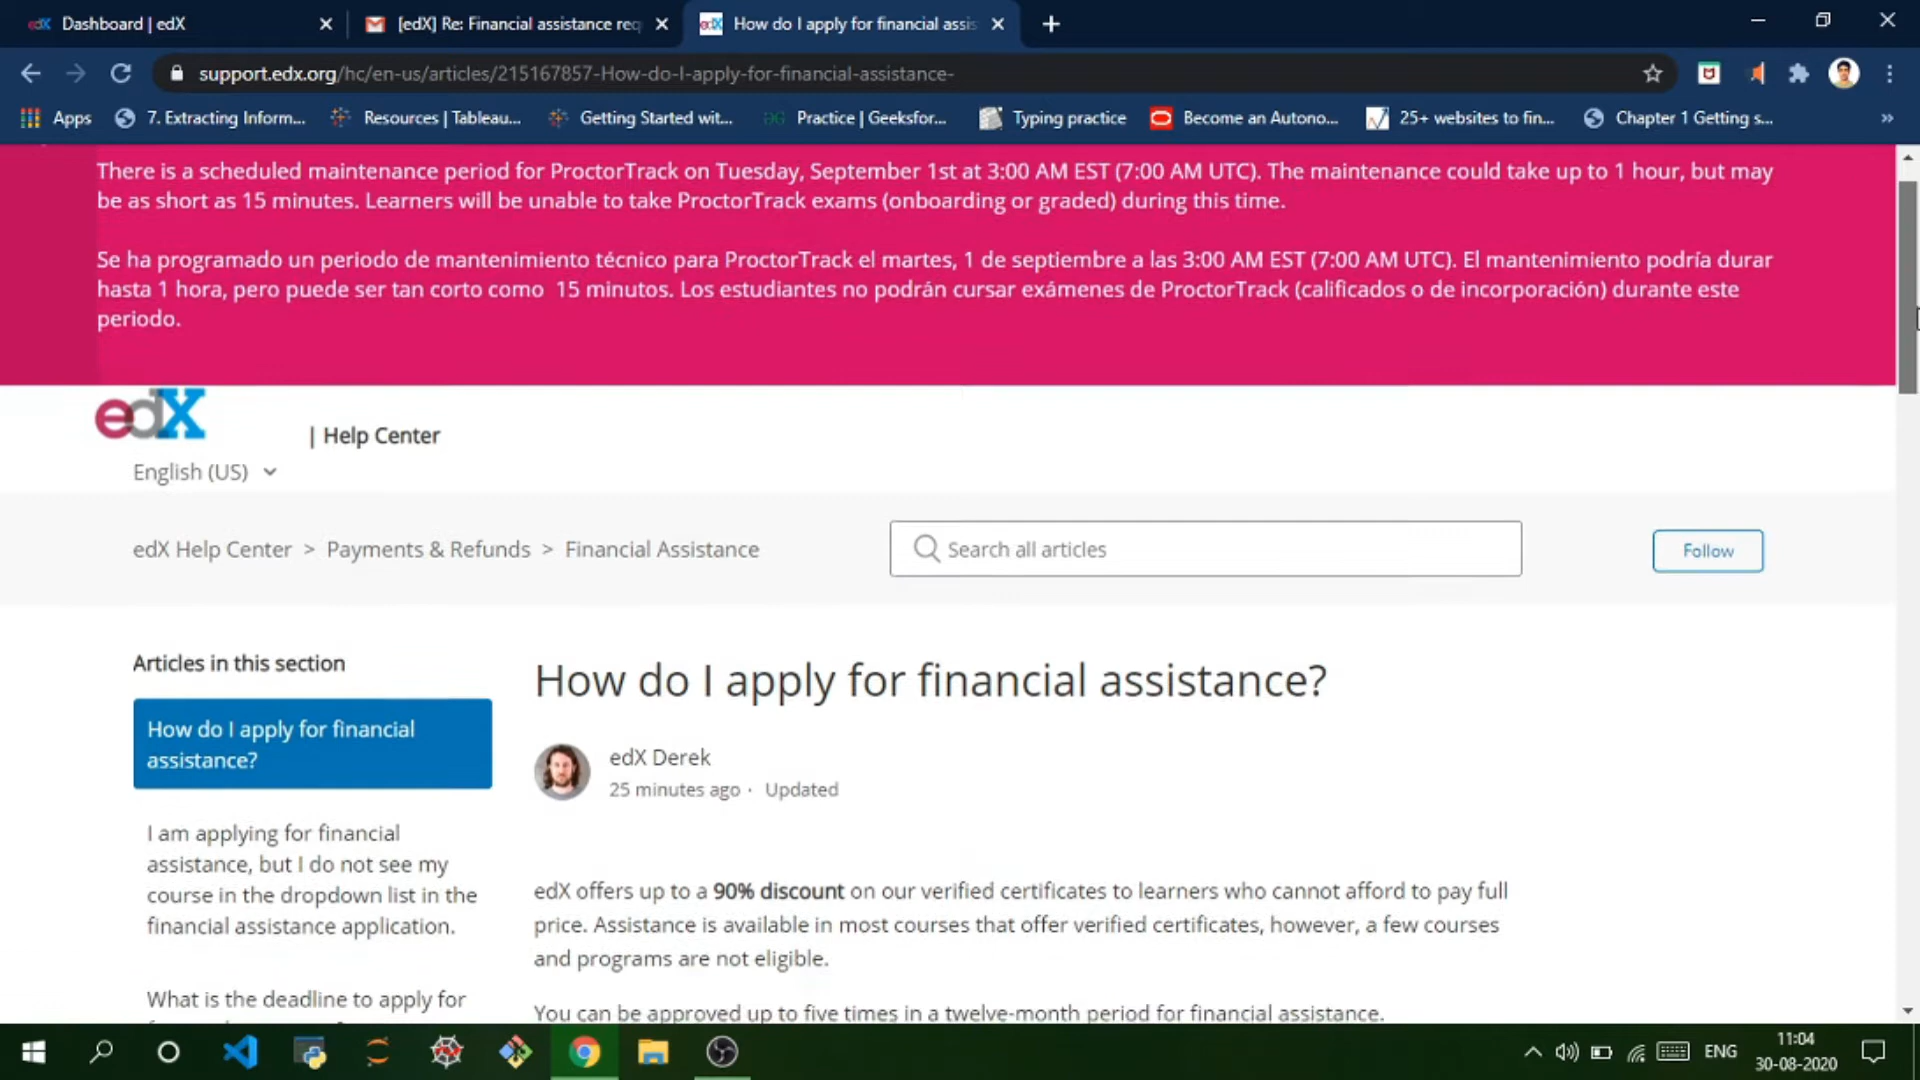 Dashboard | edX
[edX] Re: Financial assistance req
How do I apply for financial assis
support.edx.org/hc/en-us/articles/215167857-How-do-I-apply-for-financial-assistance-
Apps
7. Extracting Inform...
Resources | Tableau...
Getting Started wit...
Practice | Geeksfor...
Typing practice
Become an Autono...
25+ websites to fin...
Chapter 1 Getting s...
»
There is a scheduled maintenance period for ProctorTrack on Tuesday, September 1st at 3:00 AM EST (7:00 AM UTC). The maintenance could take up to 1 hour, but may
be as short as 15 minutes. Learners will be unable to take ProctorTrack exams (onboarding or graded) during this time.
Se ha programado un periodo de mantenimiento técnico para ProctorTrack el martes, 1 de septiembre a las 3:00 AM EST (7:00 AM UTC). El mantenimiento podría durar
hasta 1 hora, pero puede ser tan corto como 15 minutos. Los estudiantes no podrán cursar exámenes de ProctorTrack (calificados o de incorporación) durante este
periodo.
edX
| Help Center
English (US)
edX Help Center > Payments & Refunds > Financial Assistance
Search all articles
Follow
Articles in this section
How do I apply for financial
assistance?
I am applying for financial
assistance, but I do not see my
course in the dropdown list in the
financial assistance application.
What is the deadline to apply for
How do I apply for financial assistance?
edX Derek
25 minutes ago · Updated
edX offers up to a 90% discount on our verified certificates to learners who cannot afford to pay full
price. Assistance is available in most courses that offer verified certificates, however, a few courses
and programs are not eligible.
You can be approved up to five times in a twelve-month period for financial assistance.
ENG
11:04
30-08-2020